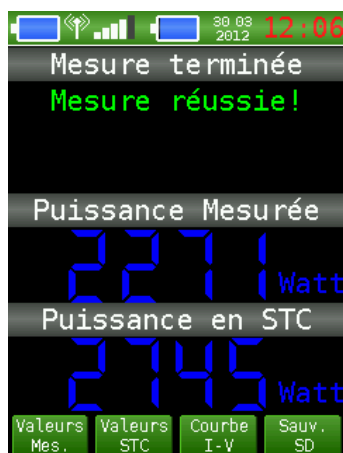 30 03
2012
12:06
Mesure terminée
Mesure réussie!
Puissance Mesurée
2271 Watt
Puissance en STC
2745 Watt
Valeurs Mes.
Valeurs STC
Courbe I-V
Sauv. SD